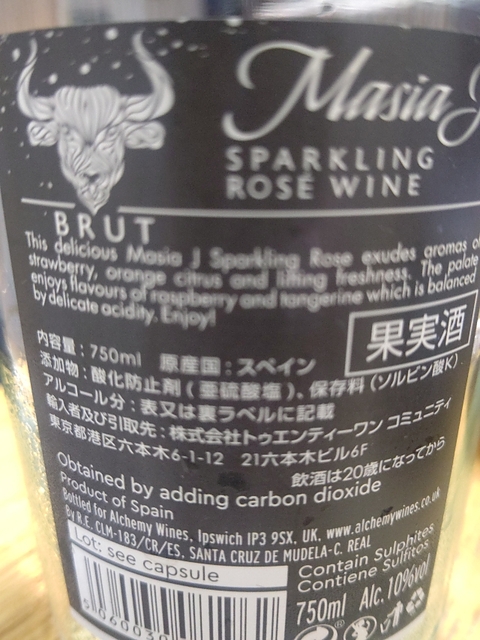 Masia J
SPARKLING
ROSÉ WINE
BRUT
This delicious Masia J Sparkling Rose exudes aromas of
strawberry, orange citrus and lifting freshness. The palate
enjoys flavours of raspberry and tangerine which is balanced
by delicate acidity. Enjoy!
果実酒
内容量：750ml 原産国：スペイン
添加物：酸化防止剤（亜硫酸塩）、保存料（ソルビン酸K）
アルコール分：表又は裏ラベルに記載
輸入者及び引取先：株式会社トゥエンティーワン コミュニティ
東京都港区六本木6-1-12 21六本木ビル6F
飲酒は20歳になってから
Obtained by adding carbon dioxide
Product of Spain
Bottled for Alchemy Wines, Ipswich IP3 9SX, UK. www.alchemywines.co.uk
By R.E. CLM-183/CR/ES. SANTA CRUZ DE MUDELA-C. REAL
Lot: see capsule
Contain Sulphites
Contiene Sulfitos
750ml Alc. 10%vol